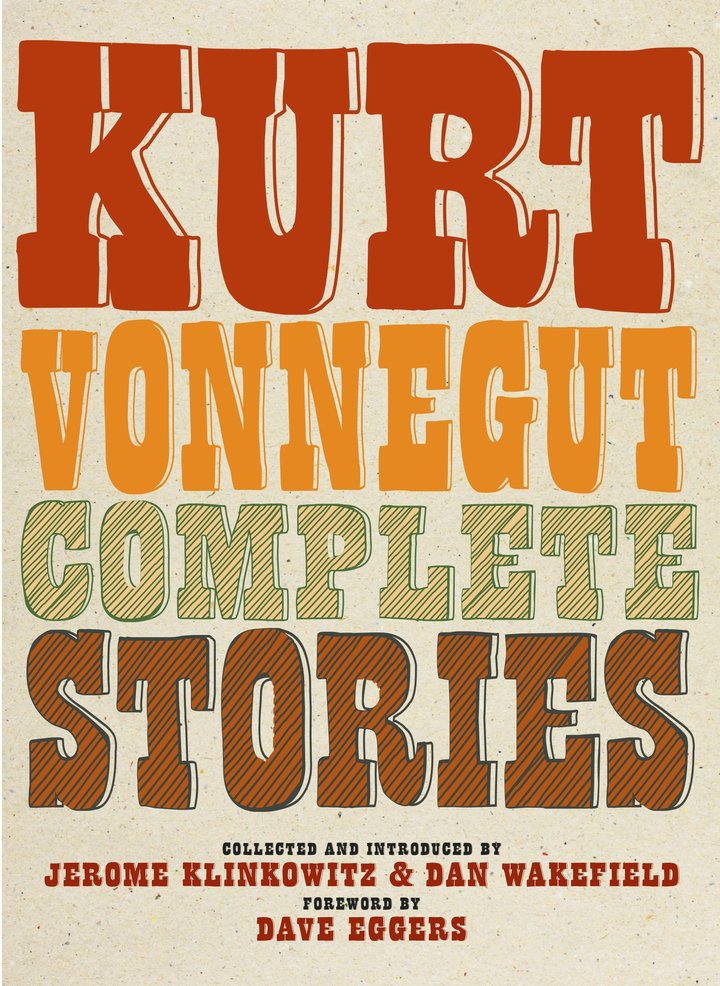 KURT
VONNEGUT
COMPLETE
STORIES
COLLECTED AND INTRODUCED BY
JEROME KLINKOWITZ & DAN WAKEFIELD
FOREWORD BY
DAVE EGGERS